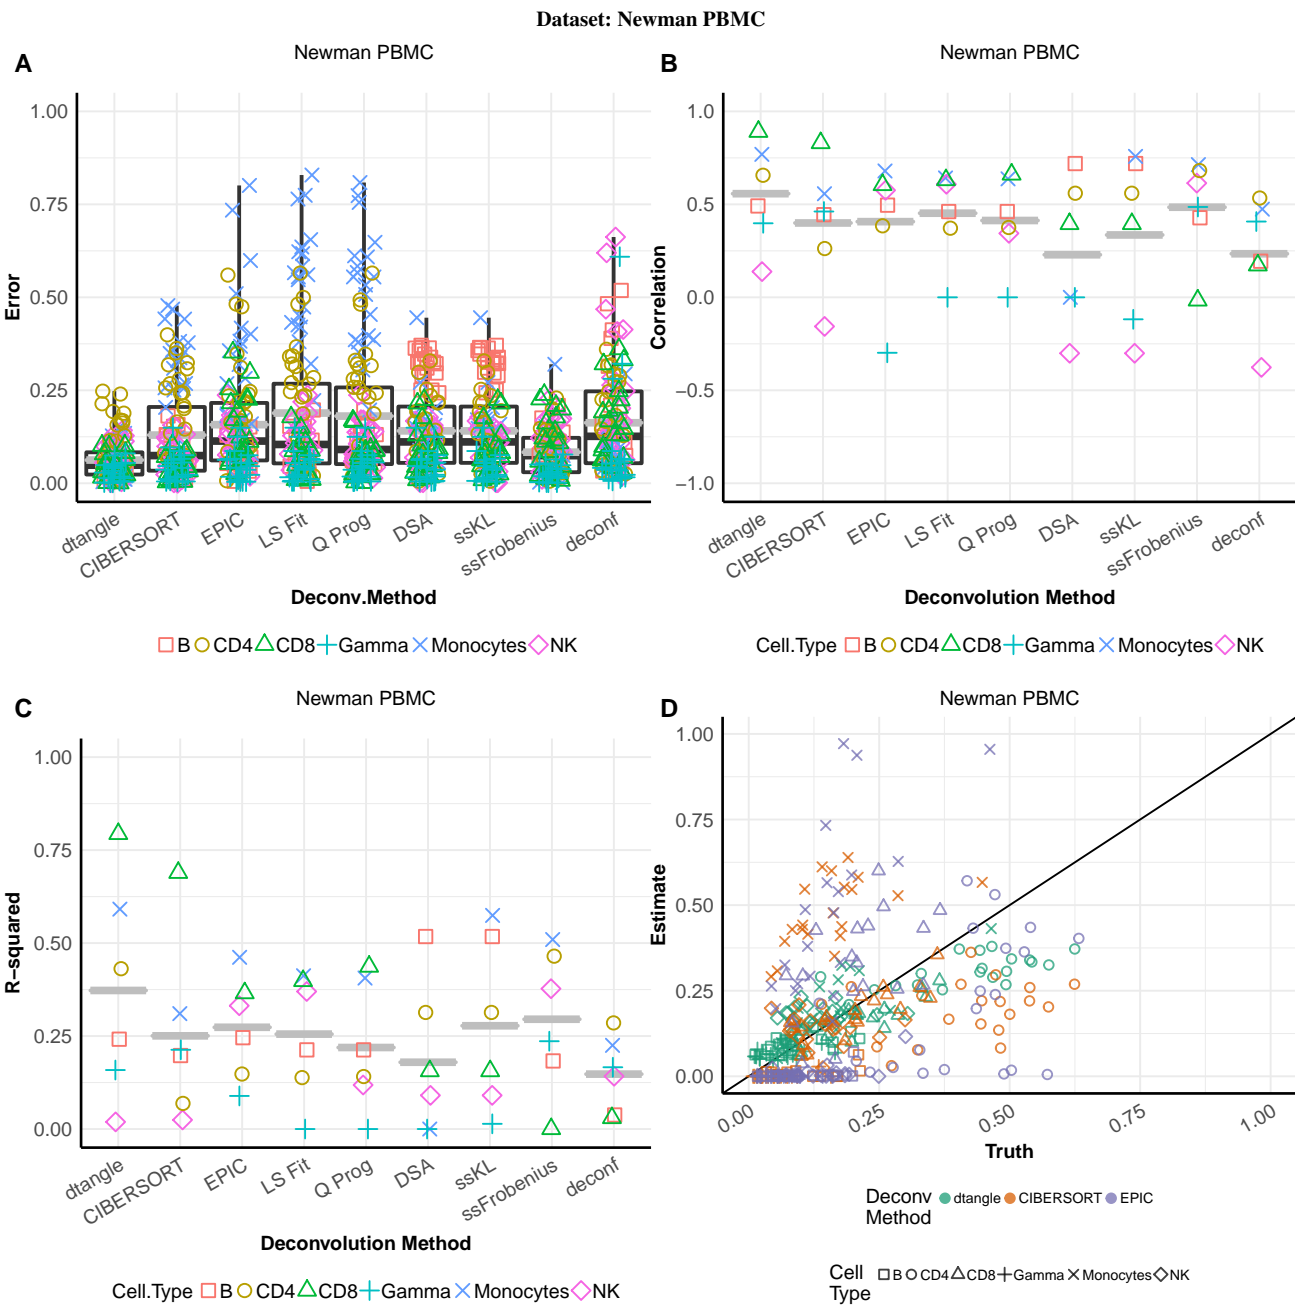 Dataset: Newman PBMC
A
Newman PBMC
1.00
0.75
0.50
0.25
0.00
Error
dtangle
CIBERSORT
EPIC
LS Fit
Q Prog
DSA
ssKL
ssFrobenius
deconf
Deconv.Method
B CD4 CD8 Gamma Monocytes NK
B
Newman PBMC
1.0
0.5
0.0
−0.5
−1.0
Correlation
dtangle
CIBERSORT
EPIC
LS Fit
Q Prog
DSA
ssKL
ssFrobenius
deconf
Deconvolution Method
Cell.Type B CD4 CD8 Gamma Monocytes NK
C
Newman PBMC
1.00
0.75
0.50
0.25
0.00
R−squared
dtangle
CIBERSORT
EPIC
LS Fit
Q Prog
DSA
ssKL
ssFrobenius
deconf
Deconvolution Method
Cell.Type B CD4 CD8 Gamma Monocytes NK
D
Newman PBMC
1.00
0.75
0.50
0.25
0.00
Estimate
0.00
0.25
0.50
0.75
1.00
Truth
Deconv
Method
dtangle CIBERSORT EPIC
Cell
Type
B CD4 CD8 Gamma Monocytes NK